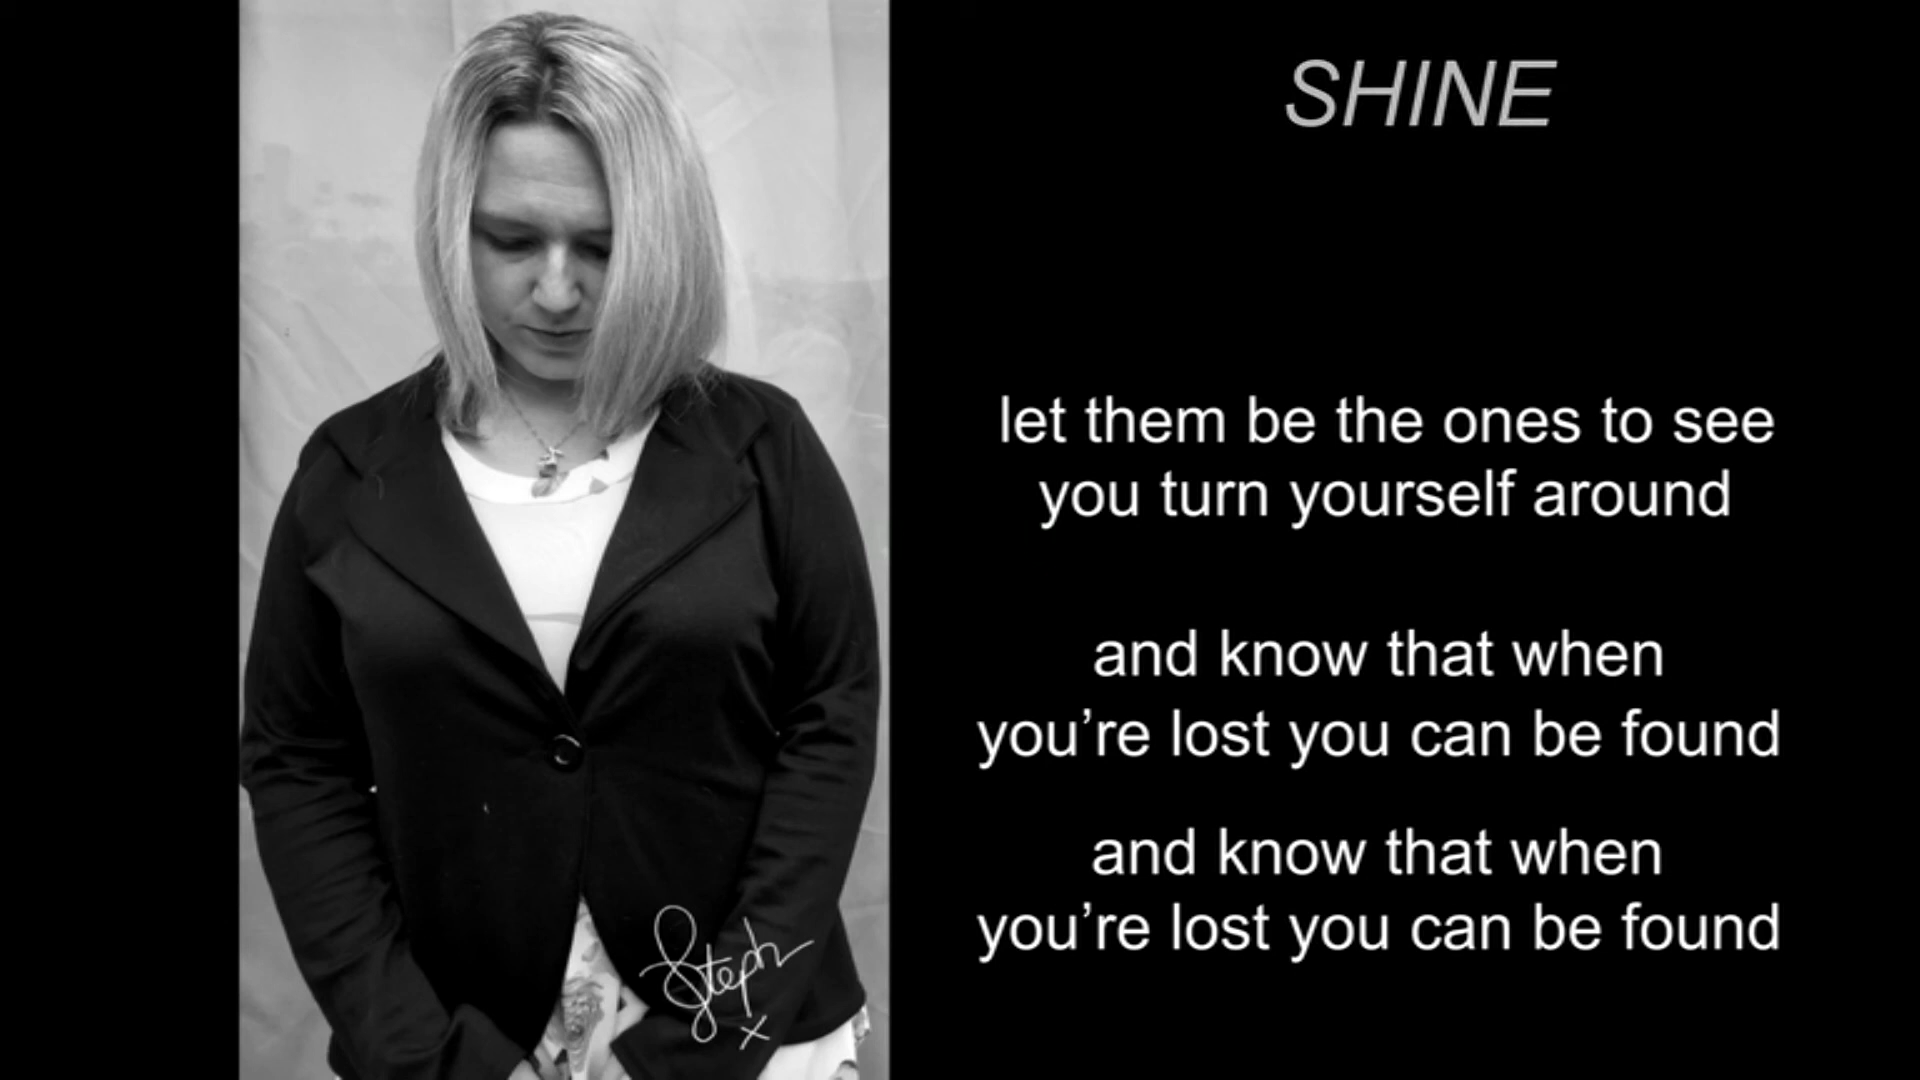 SHINE
let them be the ones to see
you turn yourself around
and know that when
you’re lost you can be found
and know that when
you’re lost you can be found
Steph
x